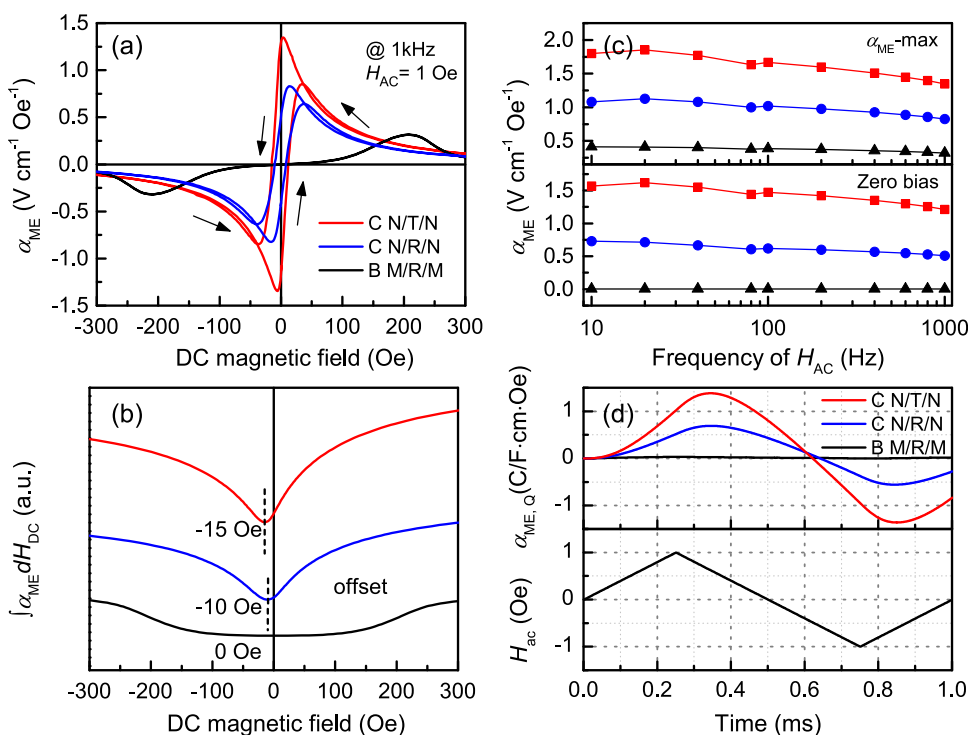 (a)
@ 1kHz
H_AC= 1 Oe
α_ME (V cm⁻¹ Oe⁻¹)
1.5
1.0
0.5
0.0
-0.5
-1.0
-1.5
C N/T/N
C N/R/N
B M/R/M
-300 -200 -100 0 100 200 300
DC magnetic field (Oe)
(c)
α_ME-max
Zero bias
α_ME (V cm⁻¹ Oe⁻¹)
2.0
1.5
1.0
0.5
1.5
1.0
0.5
0.0
10 100 1000
Frequency of H_AC (Hz)
(b)
∫ α_ME dH_DC (a.u.)
-15 Oe
-10 Oe
offset
0 Oe
-300 -200 -100 0 100 200 300
DC magnetic field (Oe)
(d)
C N/T/N
C N/R/N
B M/R/M
α_ME, Q (C/F·cm·Oe)
1
0
-1
H_ac (Oe)
1
0
-1
0.0 0.2 0.4 0.6 0.8 1.0
Time (ms)